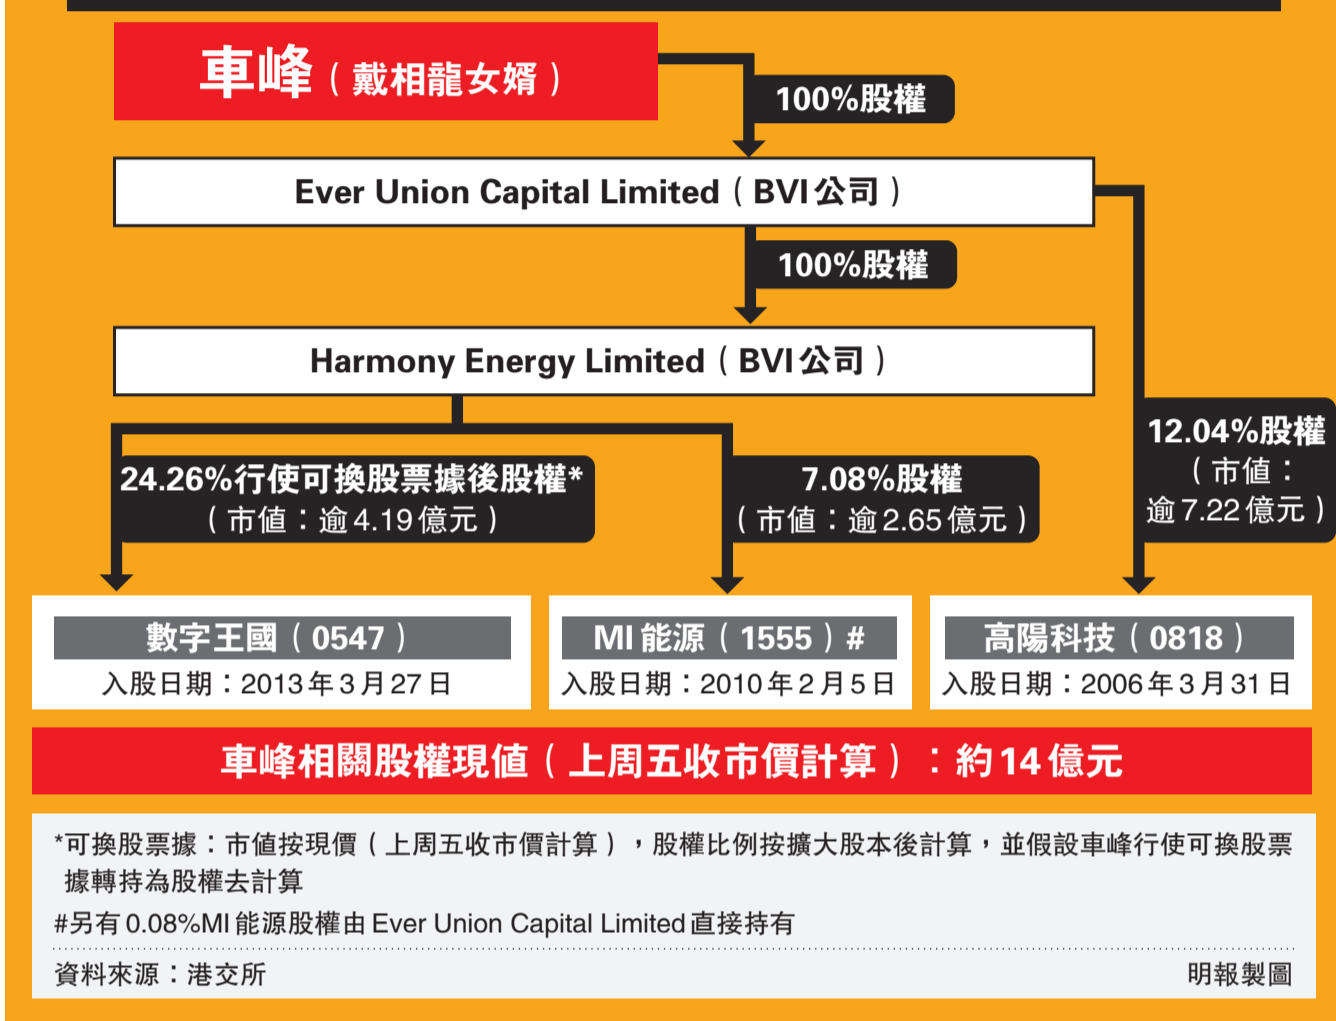 車峰（戴相龍女婿）
100%股權
Ever Union Capital Limited（BVI公司）
100%股權
Harmony Energy Limited（BVI公司）
24.26%行使可換股票據後股權*
（市值：逾4.19億元）
7.08%股權
（市值：逾2.65億元）
12.04%股權
（市值：
逾7.22億元）
數字王國（0547）
入股日期：2013年3月27日
MI能源（1555）#
入股日期：2010年2月5日
高陽科技（0818）
入股日期：2006年3月31日
車峰相關股權現值（上周五收市價計算）：約14億元
*可換股票據：市值按現價（上周五收市價計算），股權比例按擴大股本後計算，並假設車峰行使可換股票
據轉持為股權去計算
#另有0.08%MI能源股權由Ever Union Capital Limited直接持有
資料來源：港交所
明報製圖